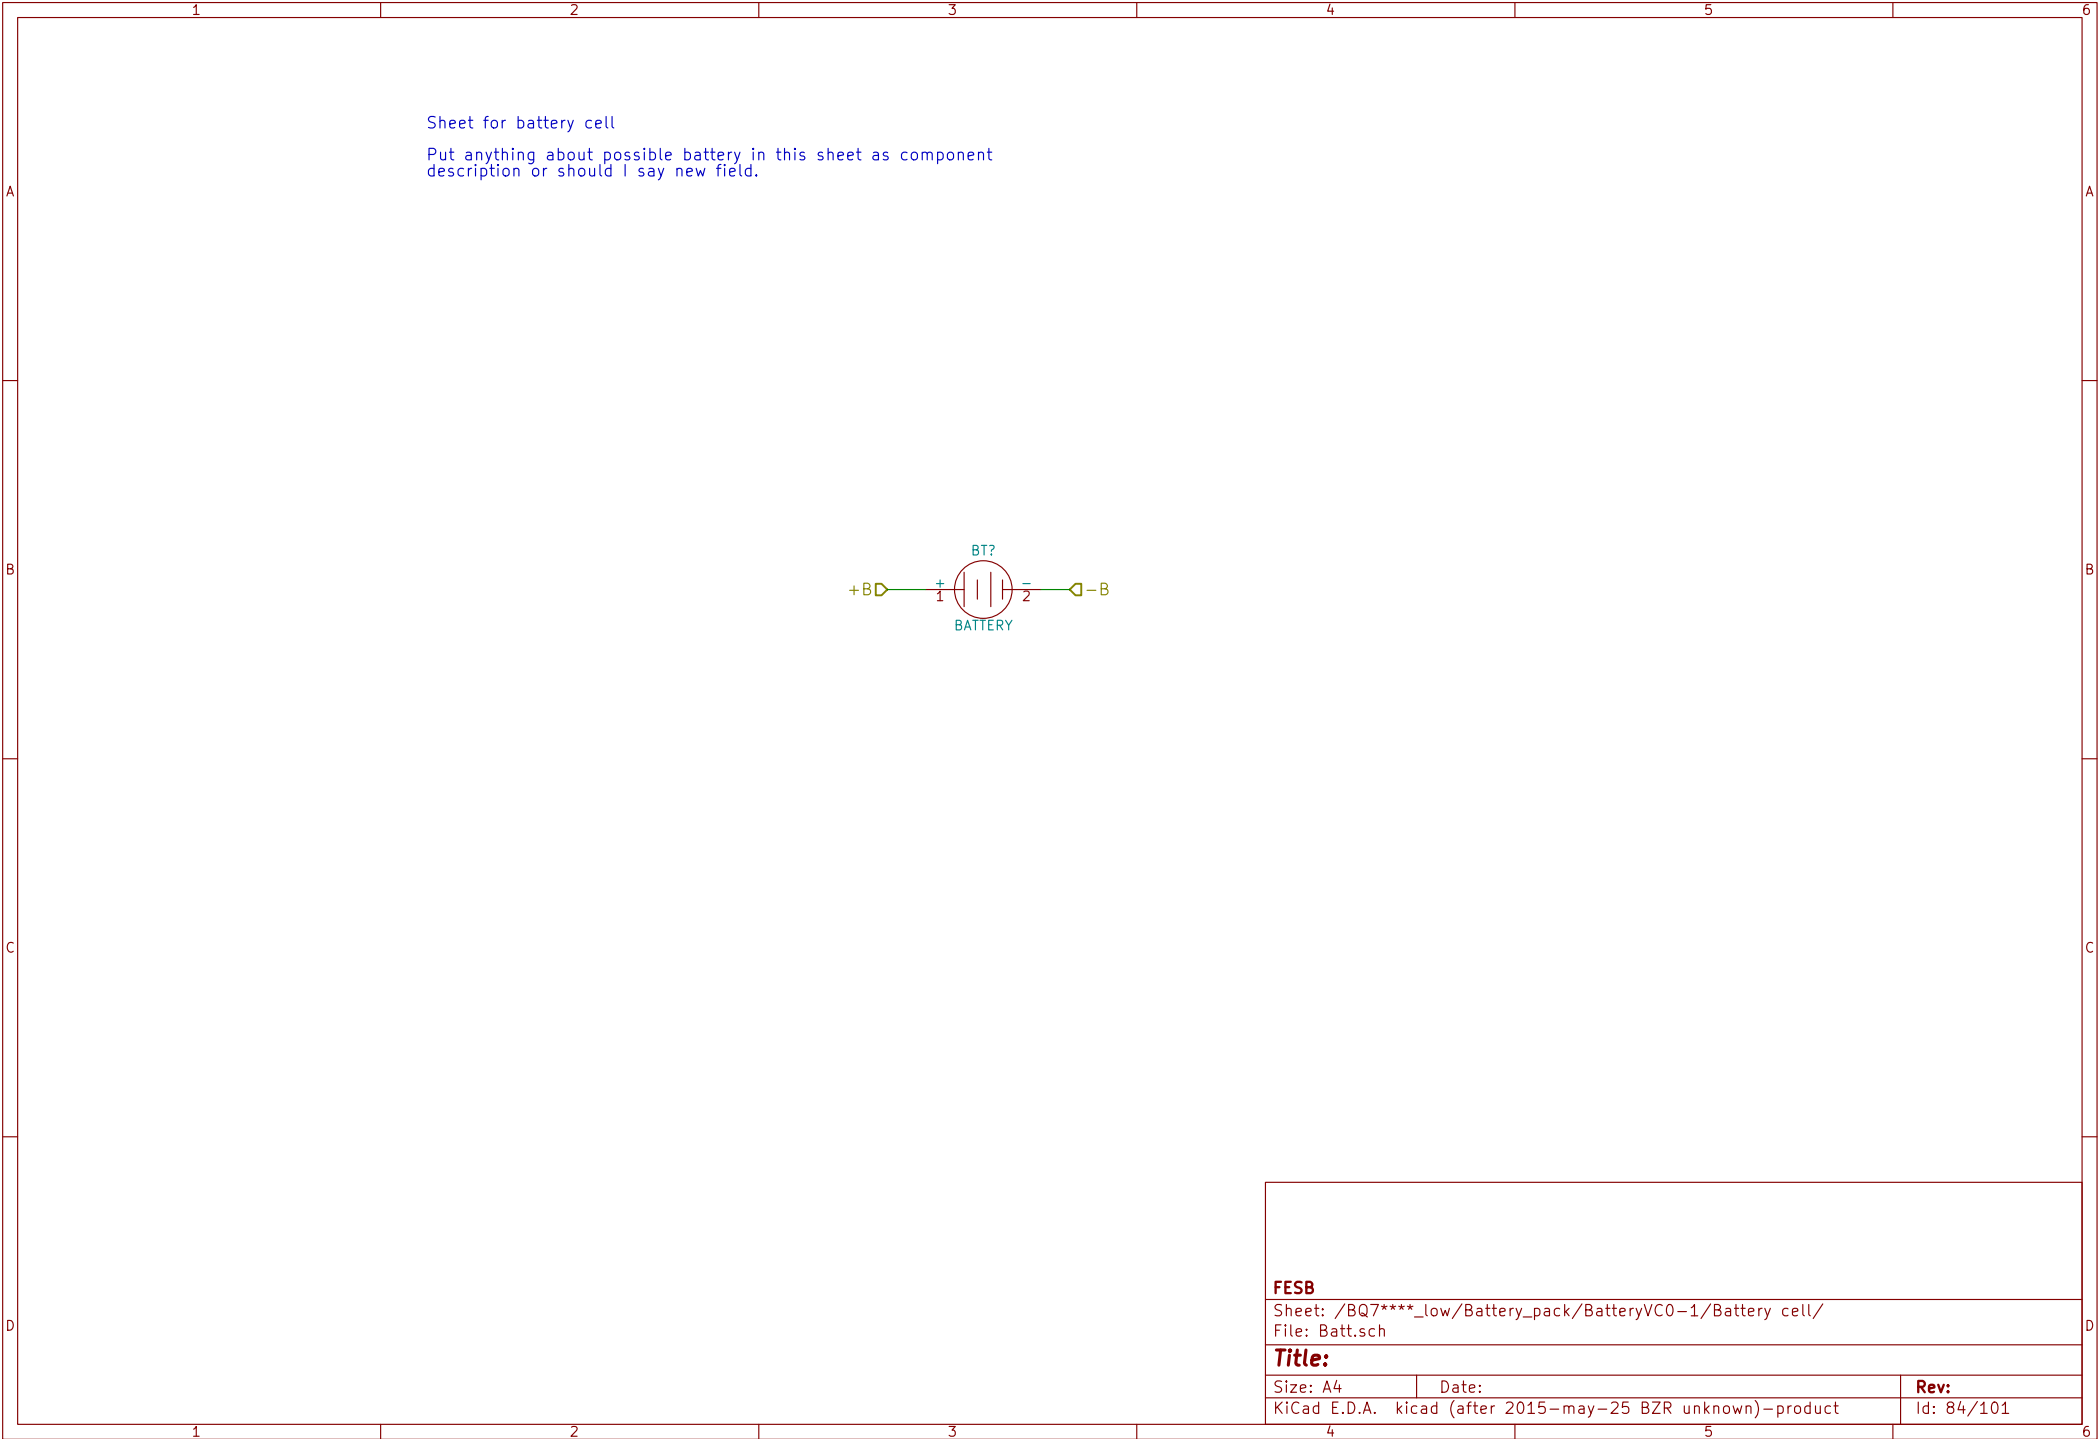 1 2 3 4 5 6
Sheet for battery cell
Put anything about possible battery in this sheet as component
description or should I say new field.
A A
BT?
B B
+B + 1 - 2 -B
BATTERY
C C
FESB
Sheet: /BQ7****_low/Battery_pack/BatteryVC0-1/Battery cell/
D D
File: Batt.sch
Title:
Size: A4 Date: Rev:
KiCad E.D.A. kicad (after 2015-may-25 BZR unknown)-product Id: 84/101
1 2 3 4 5 6